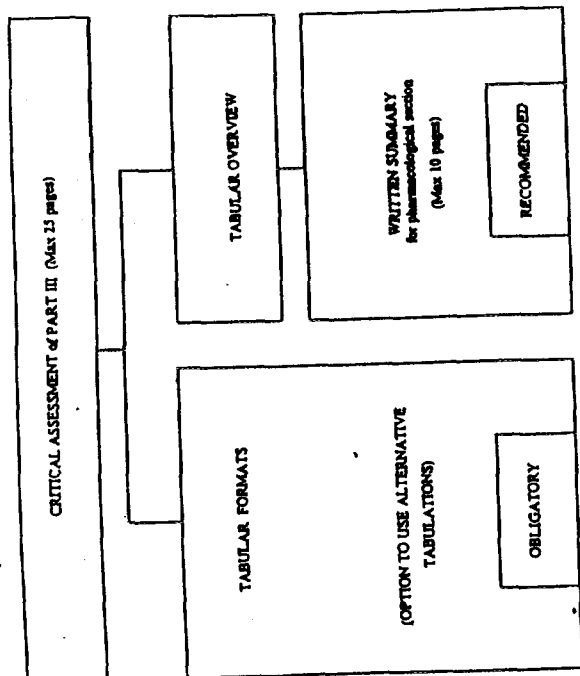 CRITICAL ASSESSMENT of PART III (Max 25 pages)
TABULAR FORMATS
(OPTION TO USE ALTERNATIVE
TABULATIONS)
OBLIGATORY
TABULAR OVERVIEW
WRITTEN SUMMARY
for pharmacological section
(Max 10 pages)
RECOMMENDED